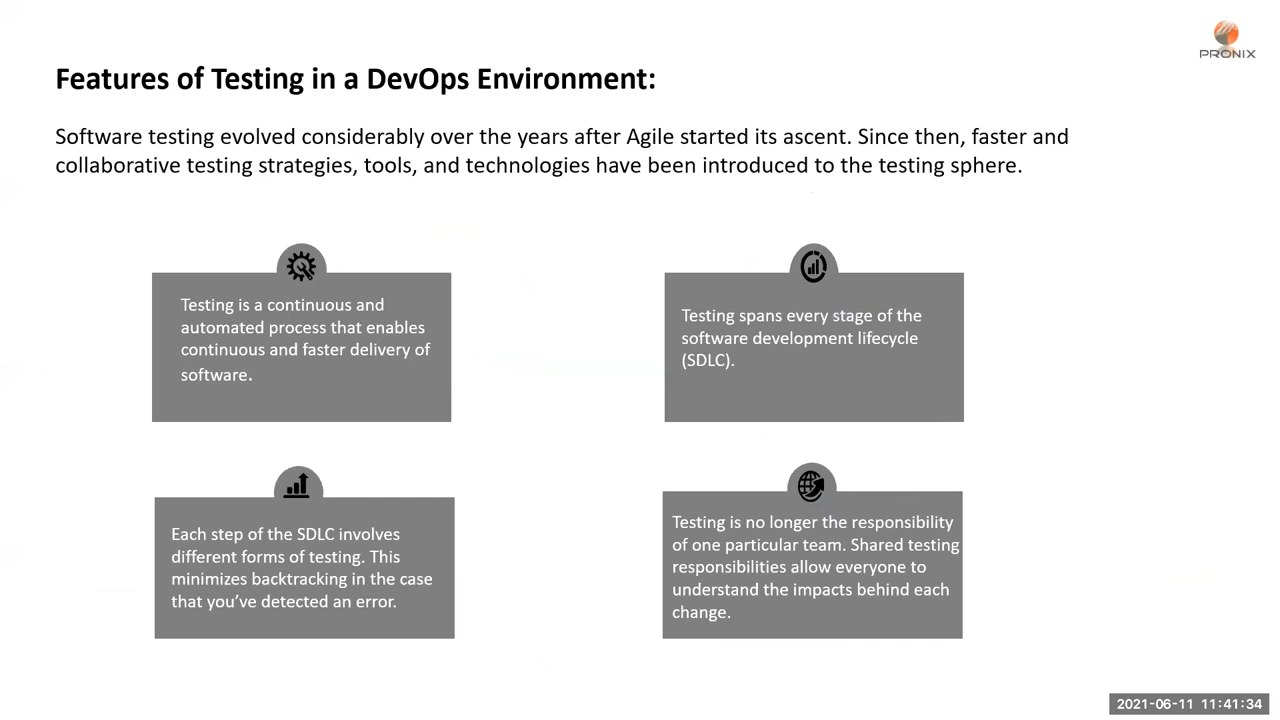 PRONIX
Features of Testing in a DevOps Environment:
Software testing evolved considerably over the years after Agile started its ascent. Since then, faster and
collaborative testing strategies, tools, and technologies have been introduced to the testing sphere.
Testing is a continuous and
automated process that enables
continuous and faster delivery of
software.
Testing spans every stage of the
software development lifecycle
(SDLC).
Each step of the SDLC involves
different forms of testing. This
minimizes backtracking in the case
that you’ve detected an error.
Testing is no longer the responsibility
of one particular team. Shared testing
responsibilities allow everyone to
understand the impacts behind each
change.
2021-06-11 11:41:34